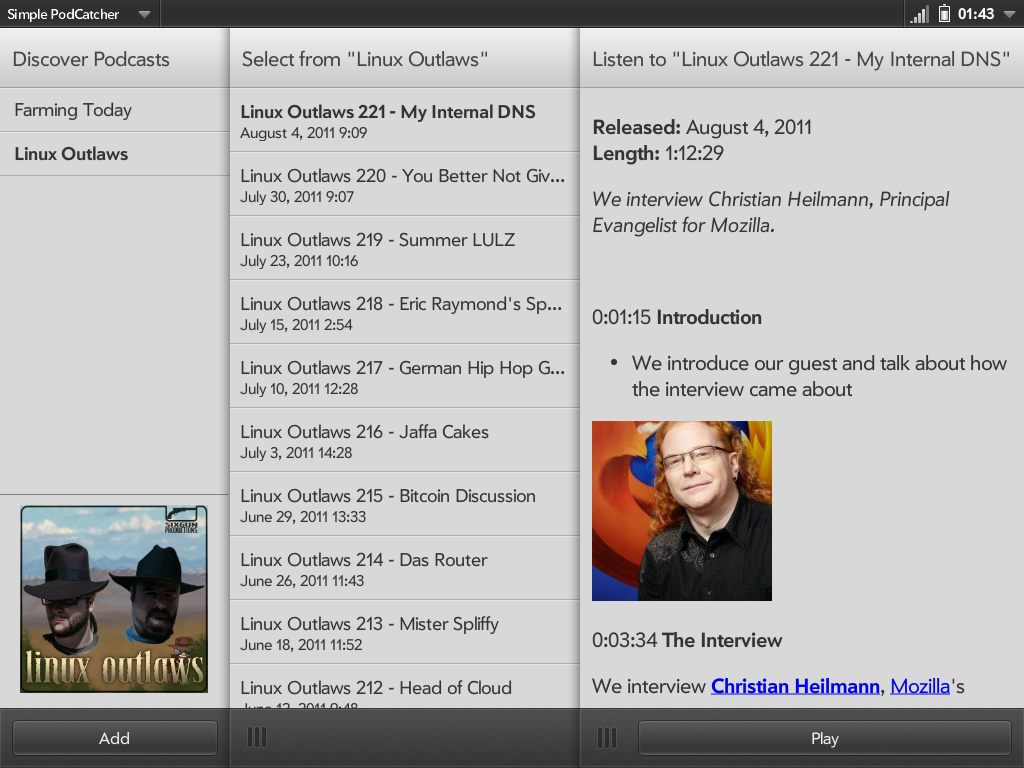 Simple PodCatcher
01:43
Discover Podcasts
Farming Today
Linux Outlaws
SIXGUN
PRODUCTIONS
linux outlaws
Add
Select from "Linux Outlaws"
Linux Outlaws 221 - My Internal DNS
August 4, 2011 9:09
Linux Outlaws 220 - You Better Not Giv...
July 30, 2011 9:07
Linux Outlaws 219 - Summer LULZ
July 23, 2011 10:16
Linux Outlaws 218 - Eric Raymond's Sp...
July 15, 2011 2:54
Linux Outlaws 217 - German Hip Hop G...
July 10, 2011 12:28
Linux Outlaws 216 - Jaffa Cakes
July 3, 2011 14:28
Linux Outlaws 215 - Bitcoin Discussion
June 29, 2011 13:33
Linux Outlaws 214 - Das Router
June 26, 2011 11:43
Linux Outlaws 213 - Mister Spliffy
June 18, 2011 11:52
Linux Outlaws 212 - Head of Cloud
June 12, 2011 9:48
Listen to "Linux Outlaws 221 - My Internal DNS"
Released: August 4, 2011
Length: 1:12:29
We interview Christian Heilmann, Principal
Evangelist for Mozilla.
0:01:15 Introduction
• We introduce our guest and talk about how
the interview came about
0:03:34 The Interview
We interview Christian Heilmann, Mozilla's
Play